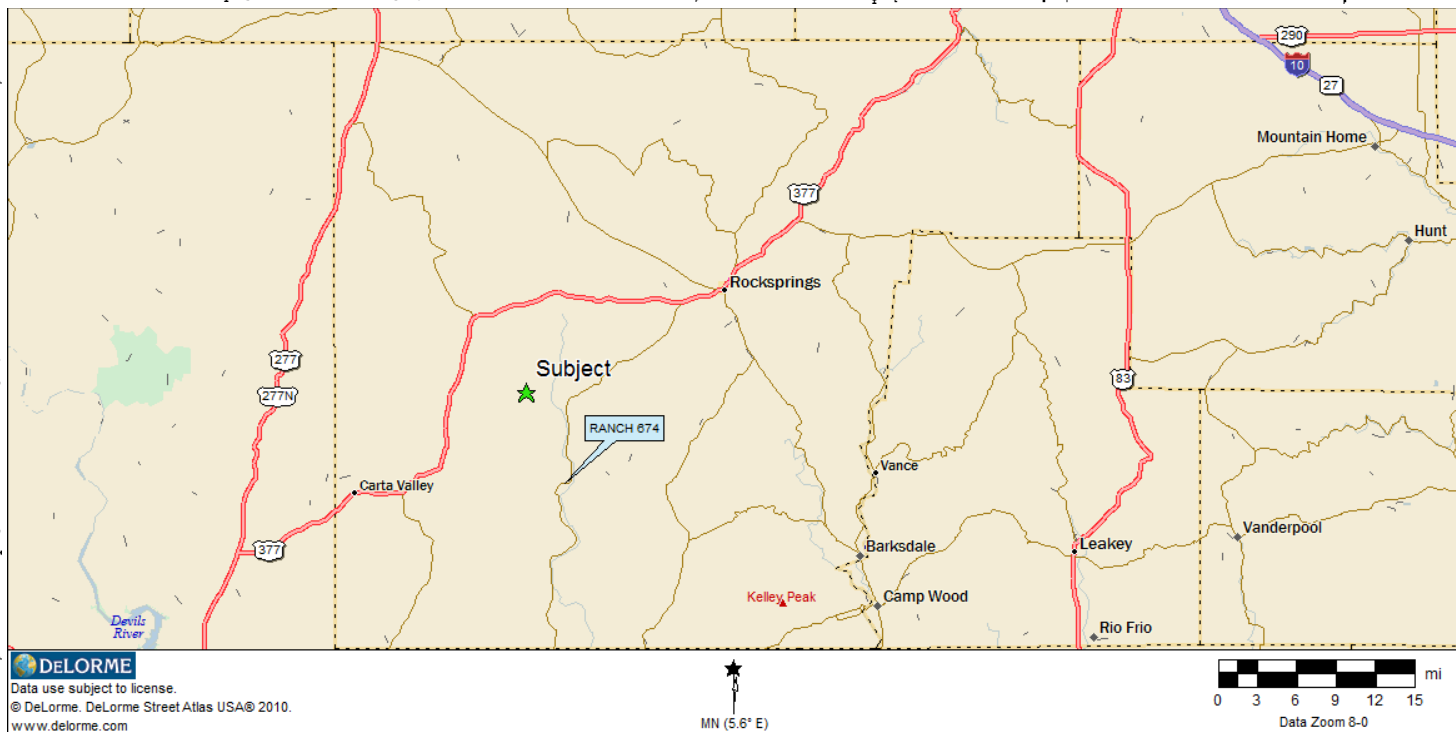 290
10
27
Mountain Home
377
Hunt
Rocksprings
277
Subject
83
277N
RANCH 674
Vance
Carta Valley
Vanderpool
377
Barksdale
Leakey
Kelley Peak
Camp Wood
Devils
River
Rio Frio
DELORME
Data use subject to license.
© DeLorme. DeLorme Street Atlas USA® 2010.
www.delorme.com
MN (5.6° E)
mi
0 3 6 9 12 15
Data Zoom 8-0